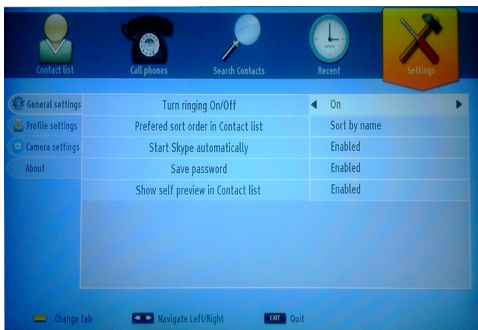 Contact list
Call phones
Search Contacts
Recent
Settings
General settings
Turn ringing On/Off
On
Profile settings
Prefered sort order in Contact list
Sort by name
Camera settings
Start Skype automatically
Enabled
About
Save password
Enabled
Show self preview in Contact list
Enabled
Change tab
Navigate Left/Right
EXIT Quit